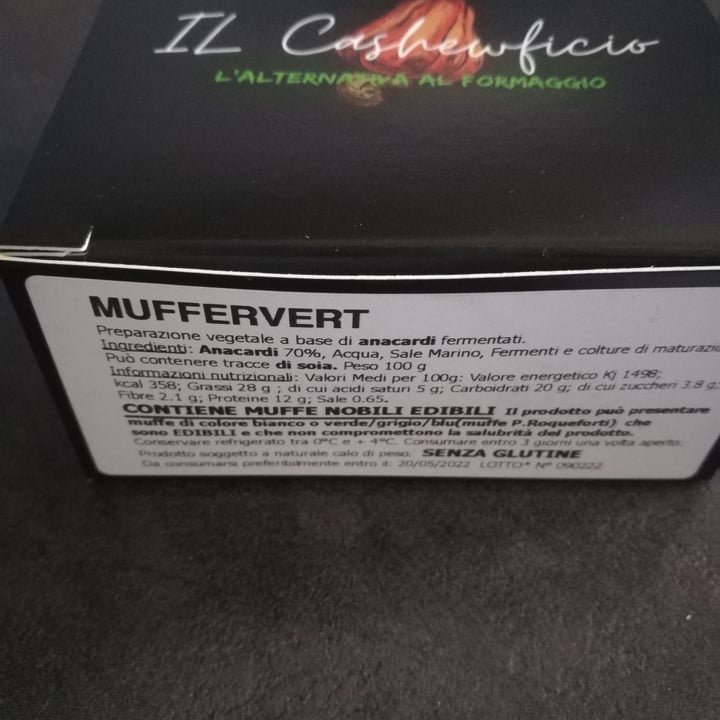 IL Cashewficio
L'ALTERNATIVA AL FORMAGGIO
MUFFERVERT
Preparazione vegetale a base di anacardi fermentati.
Ingredienti: Anacardi 70%, Acqua, Sale Marino, Fermenti e colture di maturazio
Può contenere tracce di soia. Peso 100 g
Informazioni nutrizionali: Valori Medi per 100g: Valore energetico Kj 1498;
kcal 358; Grassi 28 g ; di cui acidi saturi 5 g; Carboidrati 20 g; di cui zuccheri 3.8 g;
Fibre 2.1 g; Proteine 12 g; Sale 0.65.
CONTIENE MUFFE NOBILI EDIBILI Il prodotto può presentare
muffe di colore bianco o verde/grigio/blu(muffe P.Roqueforti) che
sono EDIBILI e che non compromettono la salubrità del prodotto.
Conservare refrigerato tra 0°C e + 4°C. Consumare entro 3 giorni una volta aperto.
Prodotto soggetto a naturale calo di peso. SENZA GLUTINE
Da consumarsi preferibilmente entro il: 20/05/2022 LOTTO* N° 090222